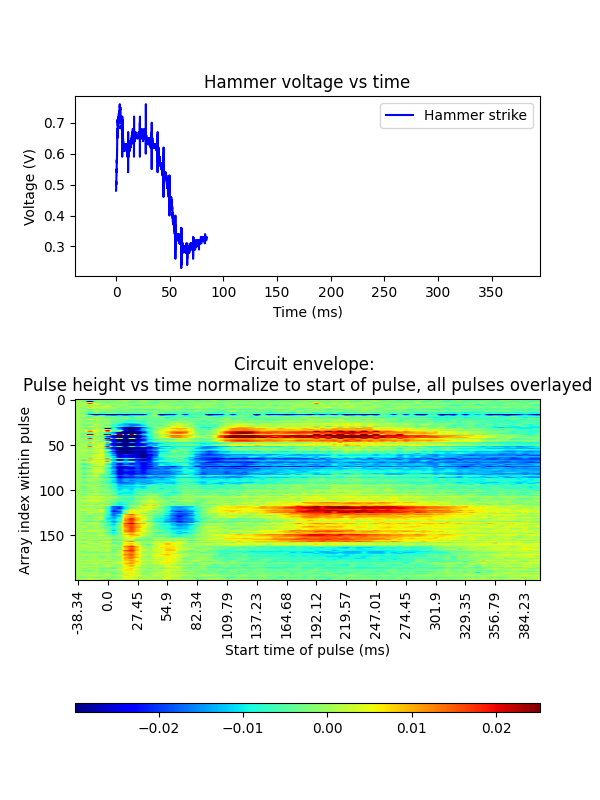 Hammer voltage vs time
Hammer strike
Voltage (V)
0.7
0.6
0.5
0.4
0.3
0 50 100 150 200 250 300 350
Time (ms)
Circuit envelope:
Pulse height vs time normalize to start of pulse, all pulses overlayed
Array index within pulse
0
50
100
150
-38.34 0.0 27.45 54.9 82.34 109.79 137.23 164.68 192.12 219.57 247.01 274.45 301.9 329.35 356.79 384.23
Start time of pulse (ms)
−0.02 −0.01 0.00 0.01 0.02